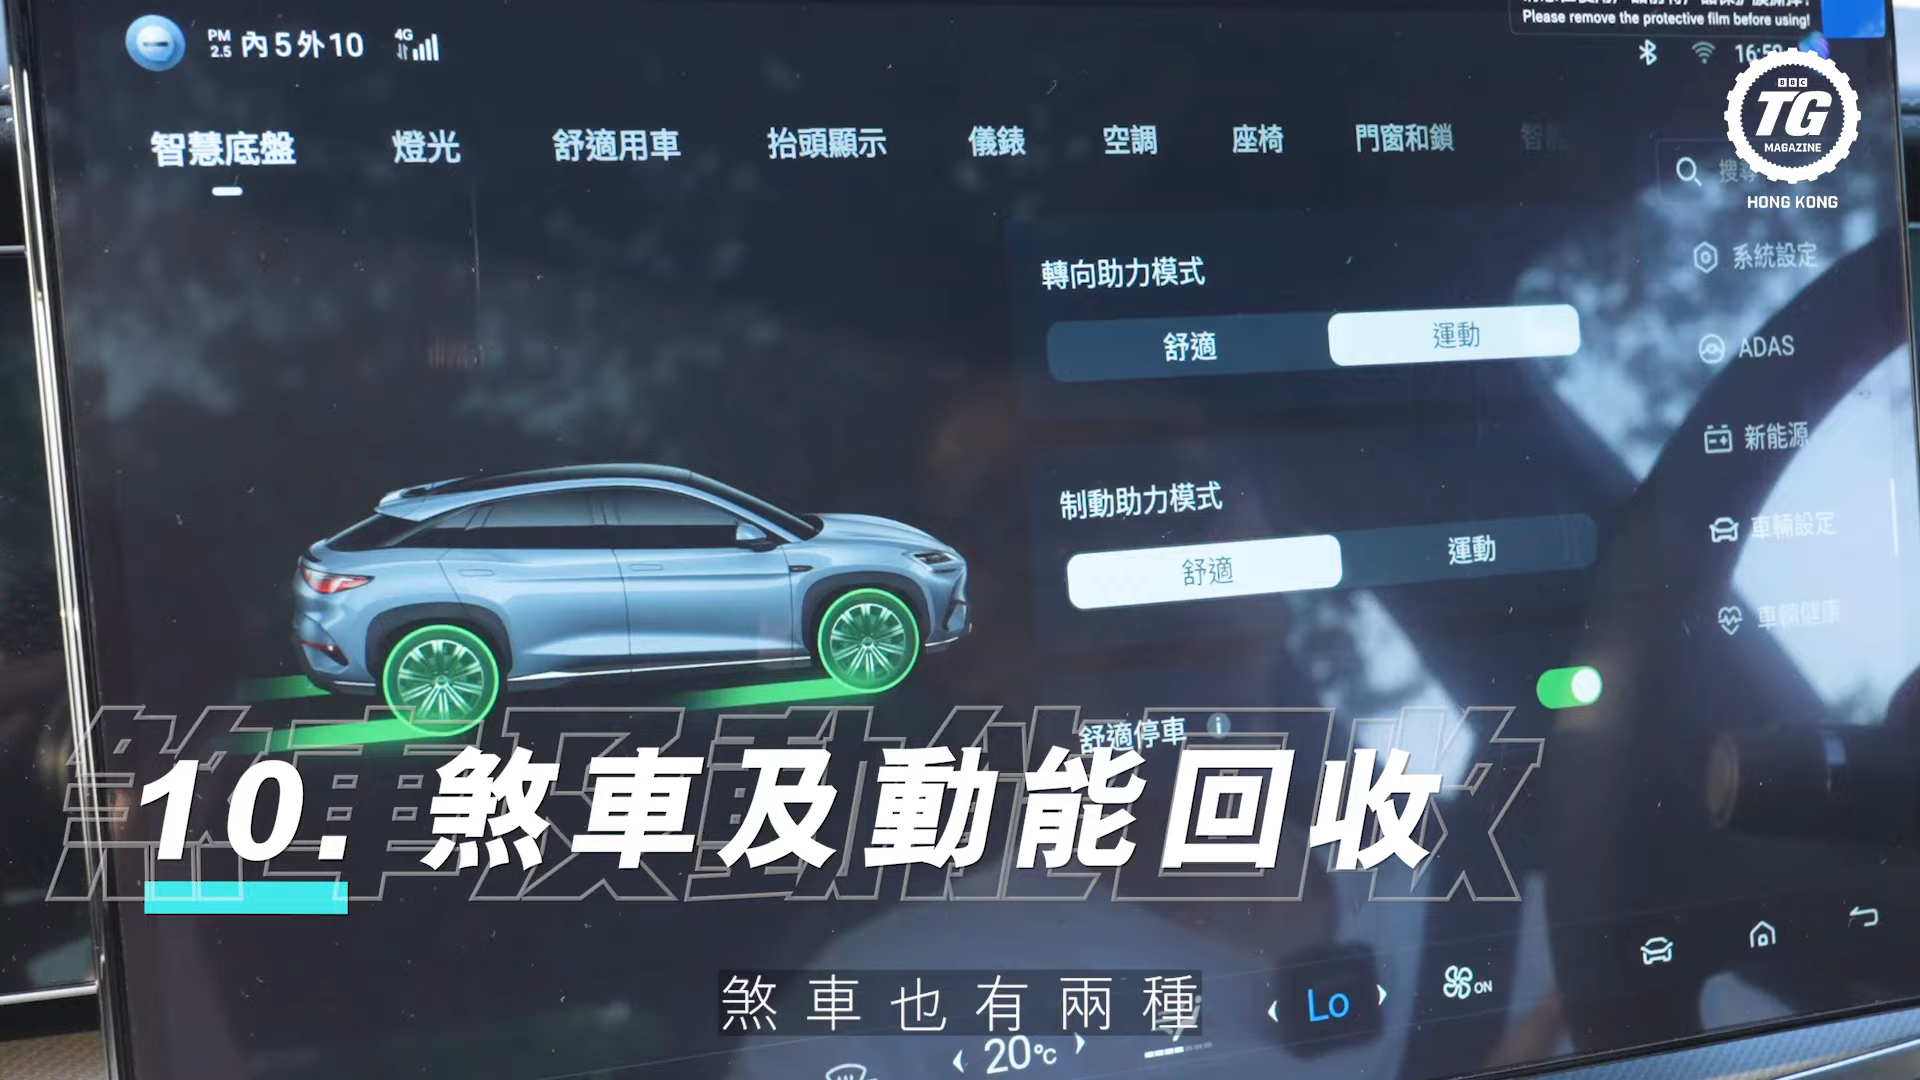 Please remove the protective film before using!
PM 2.5 內5外10 4G
BBC
TG
MAGAZINE
HONG KONG
智慧底盤 燈光 舒適用車 抬頭顯示 儀錶 空調 座椅 門窗和鎖
轉向助力模式
舒適 運動
系統設定
ADAS
新能源
制動助力模式
舒適 運動
車輛設定
車輛健康
舒適停車
10. 煞車及動能回收
煞車也有兩種
Lo
ON
20°C